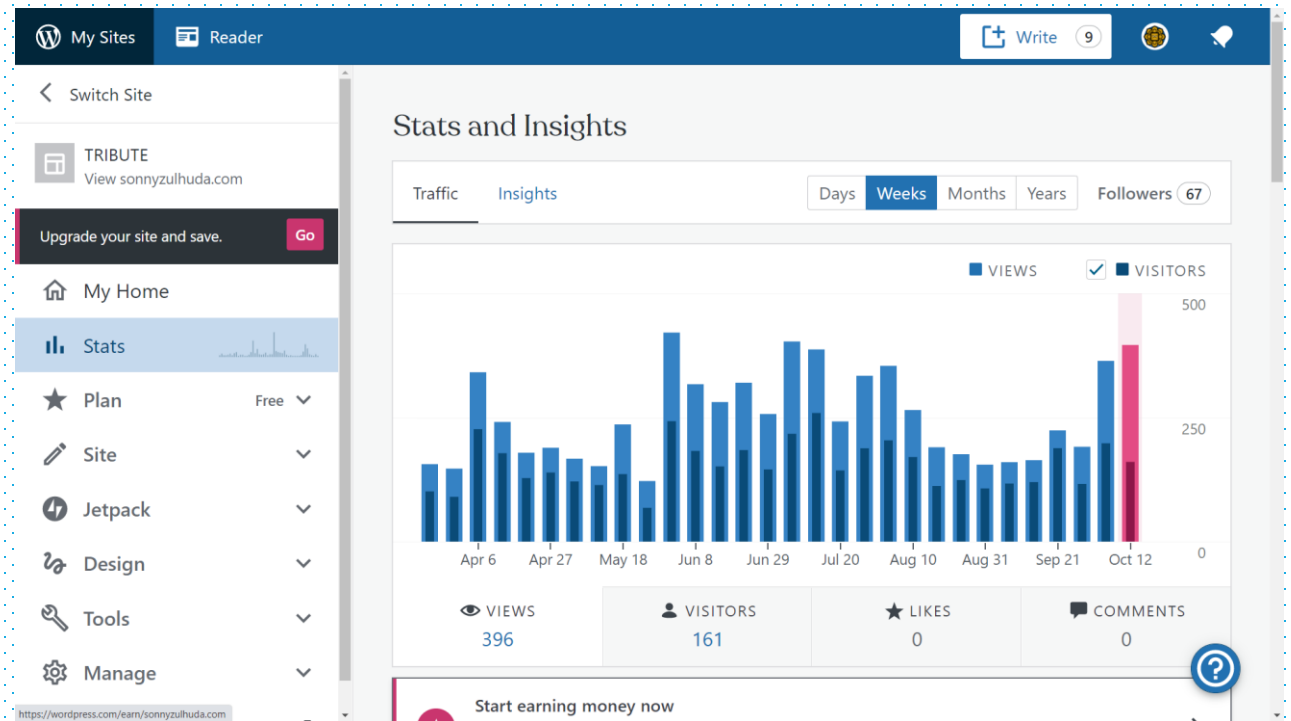 My Sites
Reader
Write 9
Switch Site
TRIBUTE
View sonnyzulhuda.com
Upgrade your site and save. Go
My Home
Stats
Plan Free
Site
Jetpack
Design
Tools
Manage
https://wordpress.com/earn/sonnyzulhuda.com
Stats and Insights
Traffic Insights Days Weeks Months Years Followers 67
VIEWS VISITORS
500
250
0
Apr 6 Apr 27 May 18 Jun 8 Jun 29 Jul 20 Aug 10 Aug 31 Sep 21 Oct 12
VIEWS VISITORS LIKES COMMENTS
396 161 0 0
Start earning money now